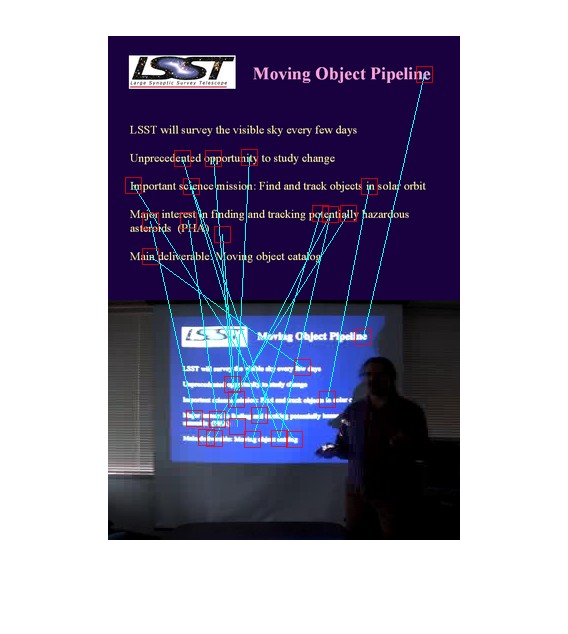 LSST
Large Synoptic Survey Telescope
Moving Object Pipeline
LSST will survey the visible sky every few days
Unprecedented opportunity to study change
Important science mission: Find and track objects in solar orbit
Major interest in finding and tracking potentially hazardous
asteroids (PHA)
Main deliverable: Moving object catalog
LSST
Moving Object Pipeline
LSST will survey the visible sky every few days
Unprecedented opportunity to study change
Important science mission: Find and track objects in solar
Major interest in finding and tracking potentially
Main deliverable: Moving object catalog